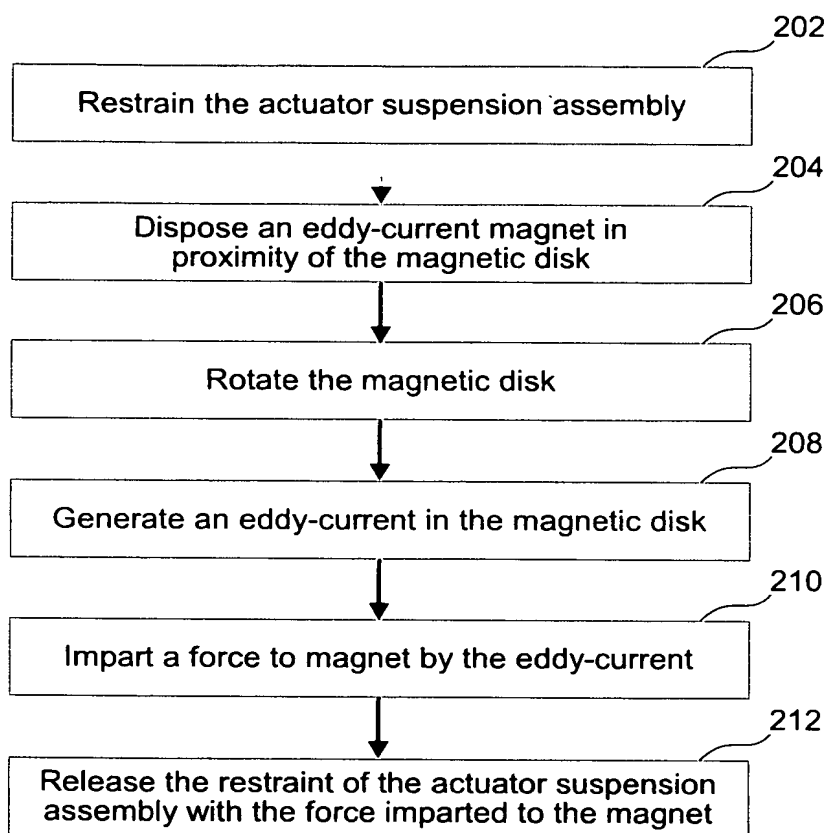 202
Restrain the actuator suspension assembly
204
Dispose an eddy-current magnet in
proximity of the magnetic disk
206
Rotate the magnetic disk
208
Generate an eddy-current in the magnetic disk
210
Impart a force to magnet by the eddy-current
212
Release the restraint of the actuator suspension
assembly with the force imparted to the magnet